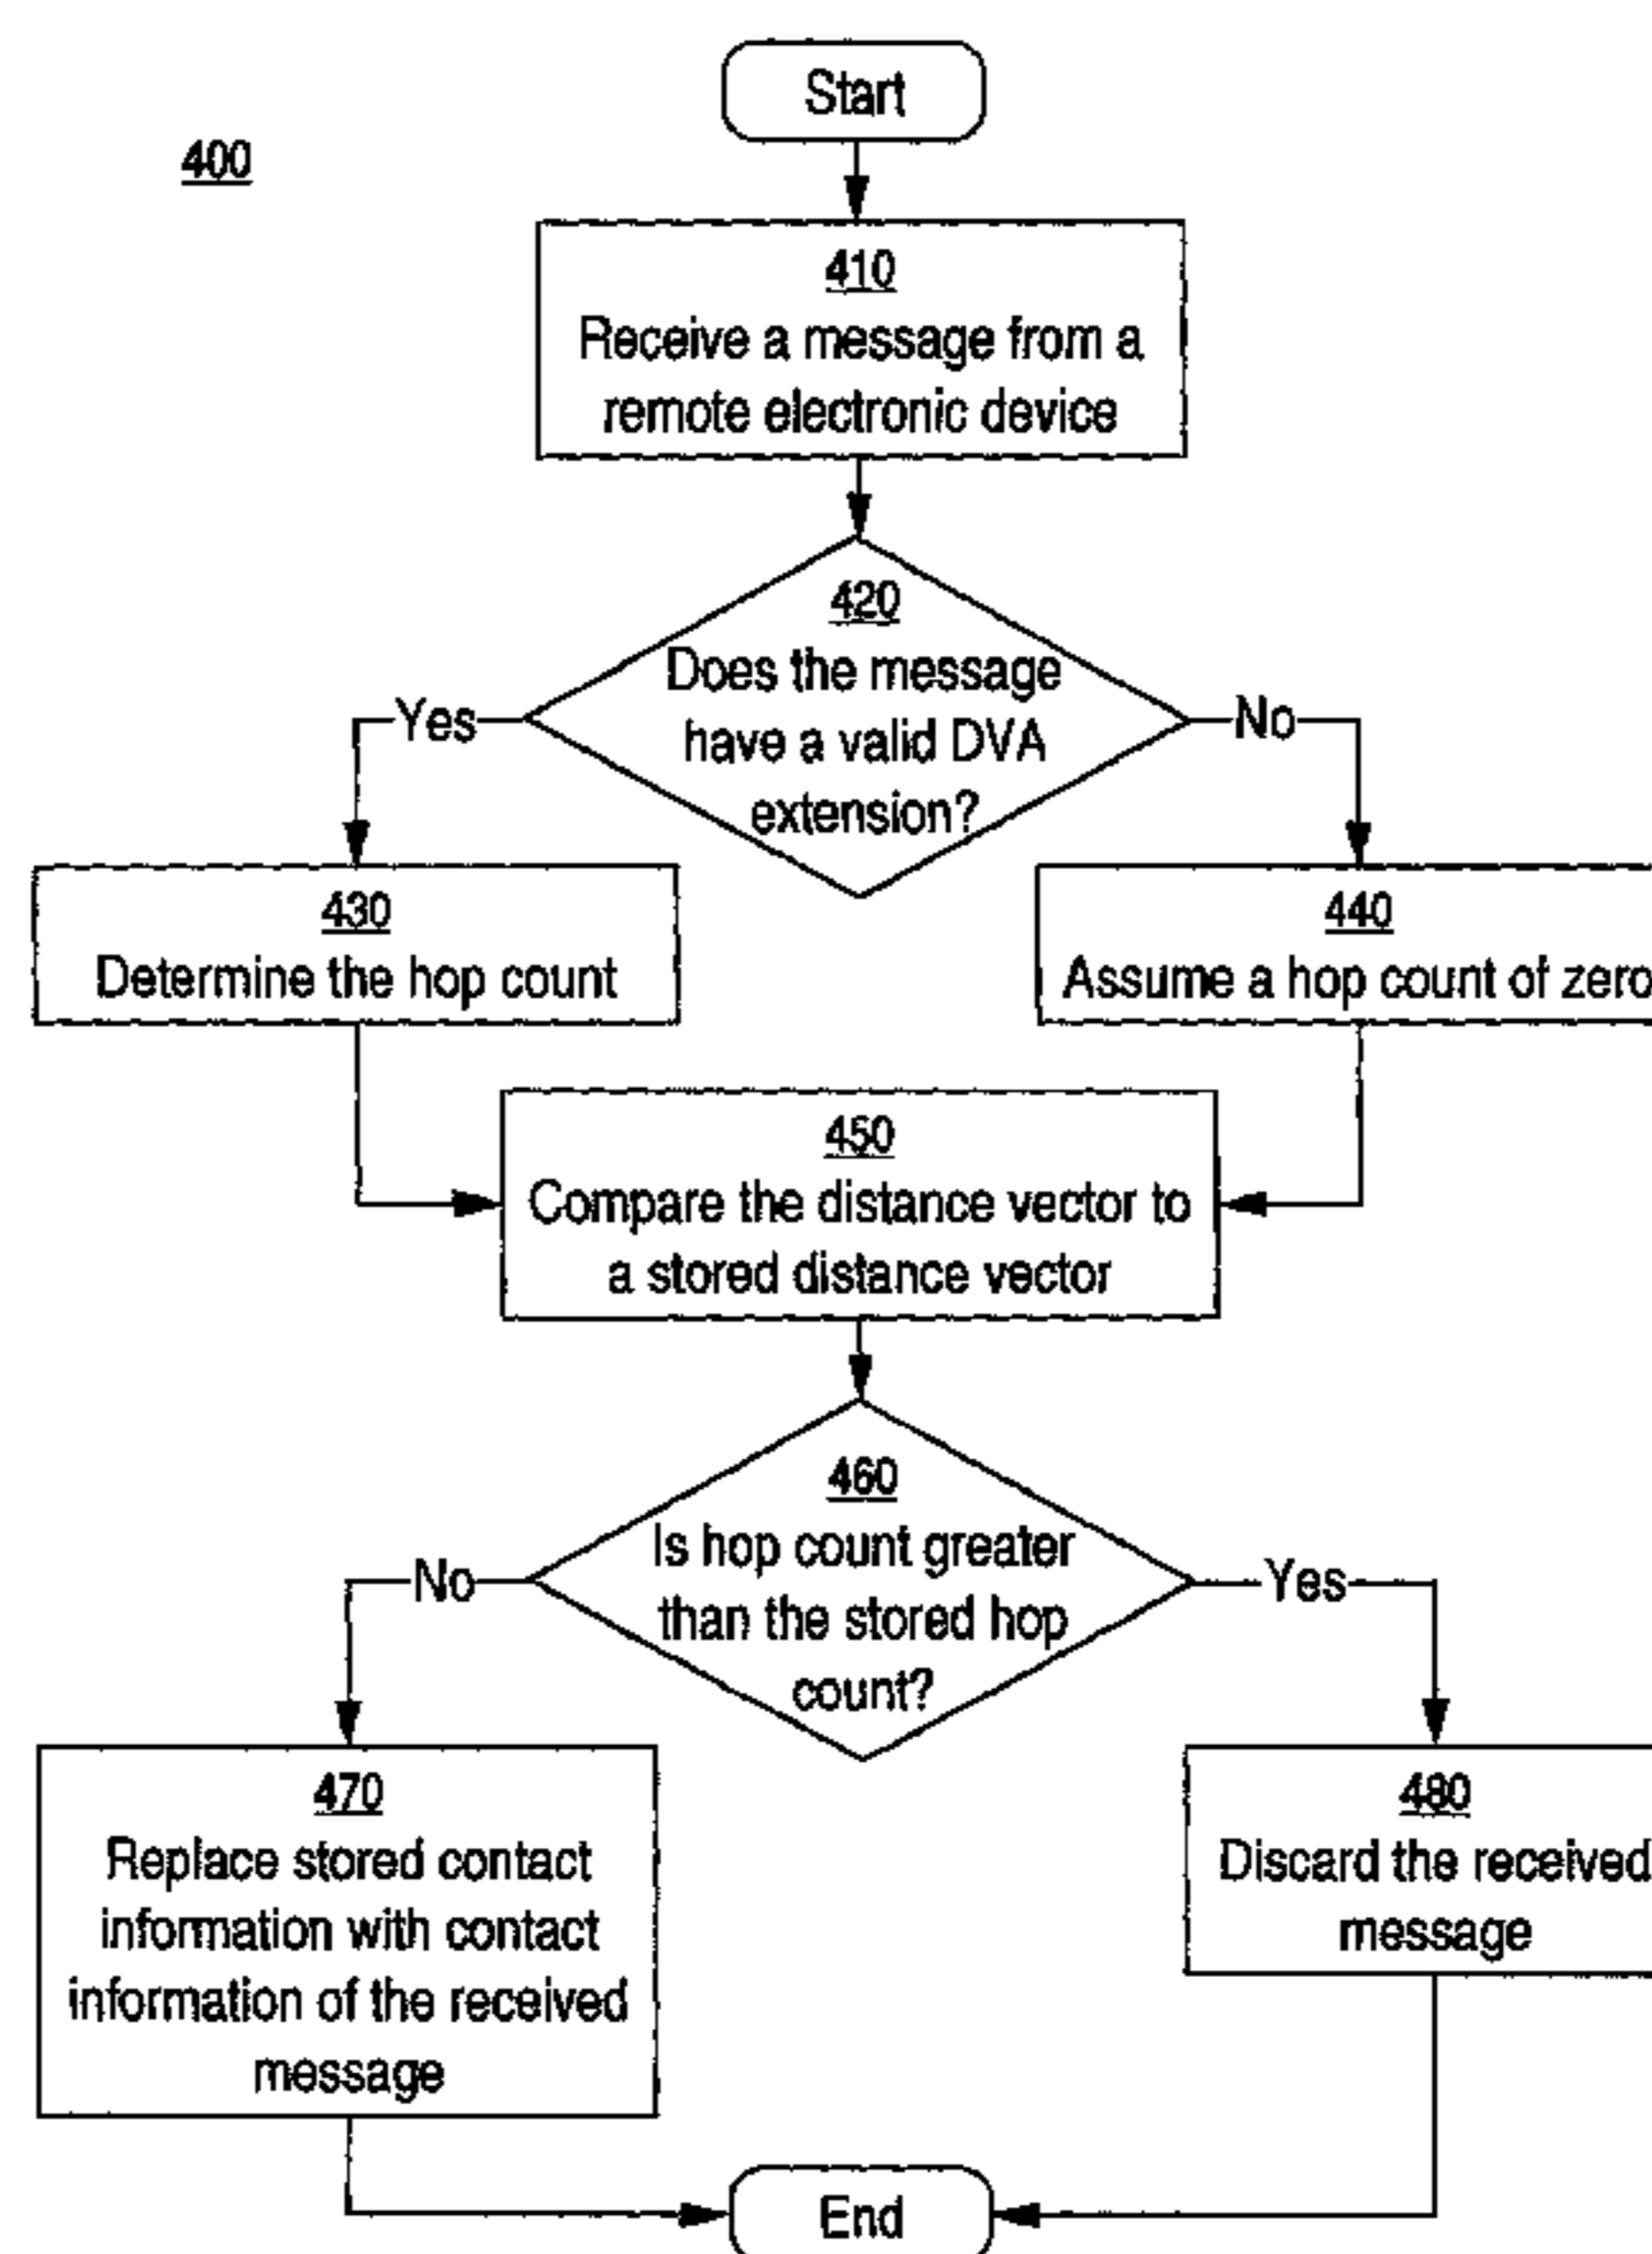 Start
400
410
Receive a message from a
remote electronic device
420
Does the message
have a valid DVA
extension?
Yes
No
430
Determine the hop count
440
Assume a hop count of zero
450
Compare the distance vector to
a stored distance vector
460
Is hop count greater
than the stored hop
count?
No
Yes
470
Replace stored contact
information with contact
information of the received
message
480
Discard the received
message
End